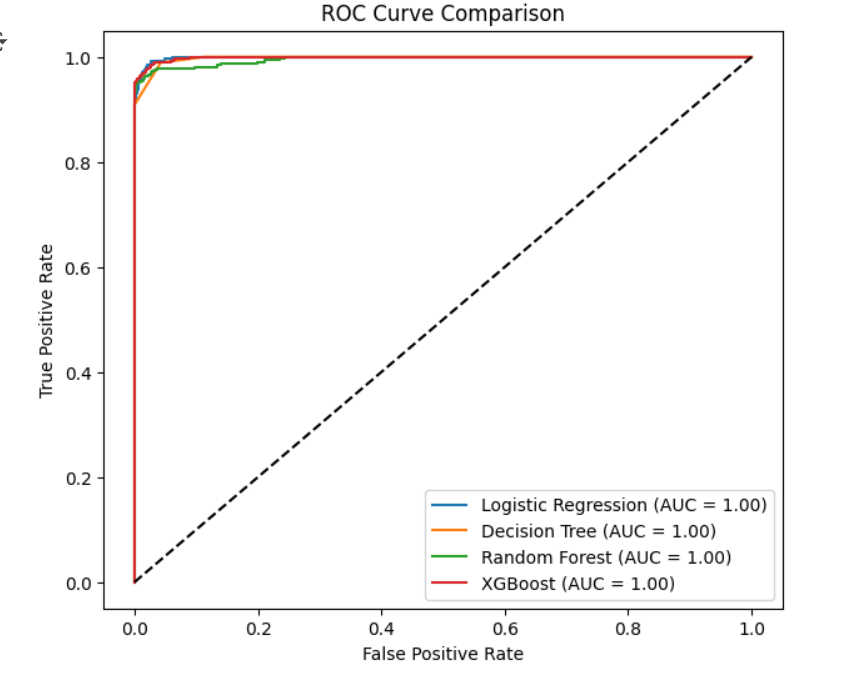 ROC Curve Comparison
True Positive Rate
1.0
0.8
0.6
0.4
0.2
0.0
Logistic Regression (AUC = 1.00)
Decision Tree (AUC = 1.00)
Random Forest (AUC = 1.00)
XGBoost (AUC = 1.00)
0.0 0.2 0.4 0.6 0.8 1.0
False Positive Rate